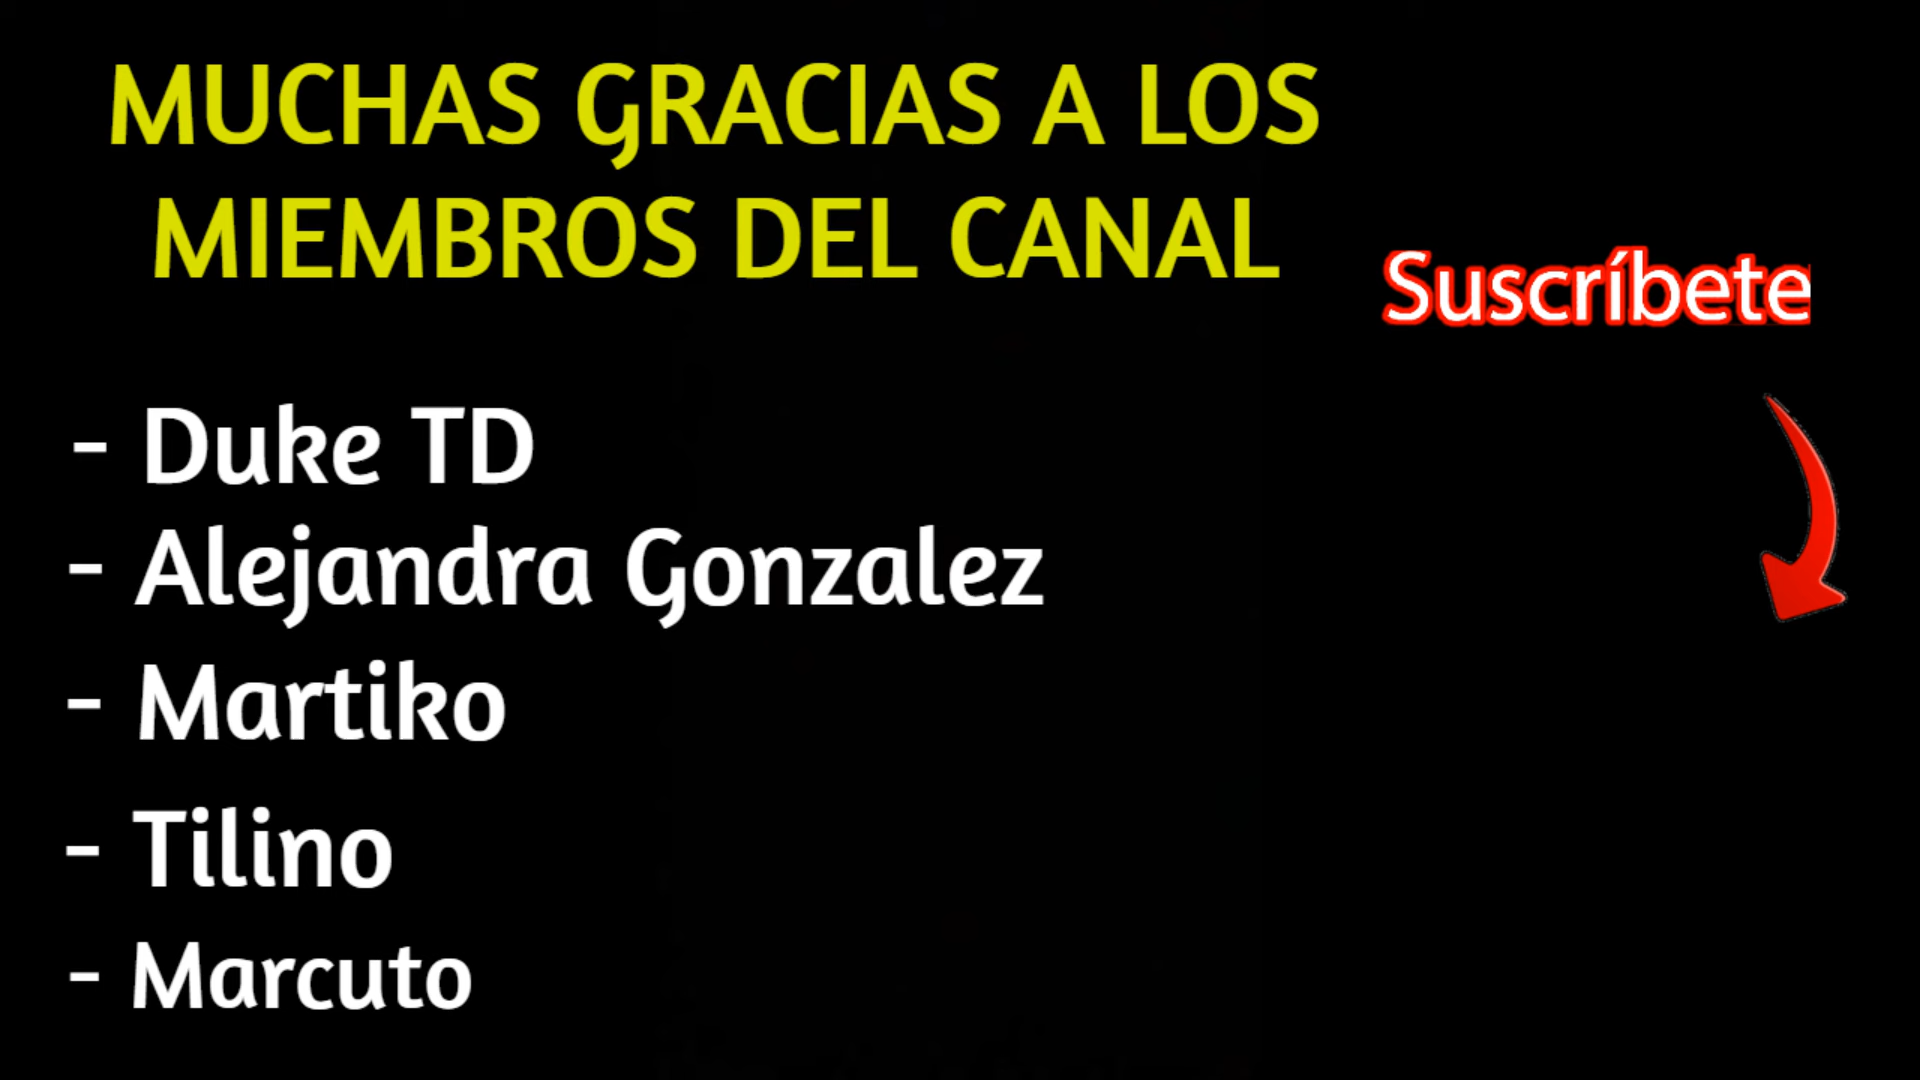 MUCHAS GRACIAS A LOS
MIEMBROS DEL CANAL
Suscríbete
- Duke TD
- Alejandra Gonzalez
- Martiko
- Tilino
- Marcuto